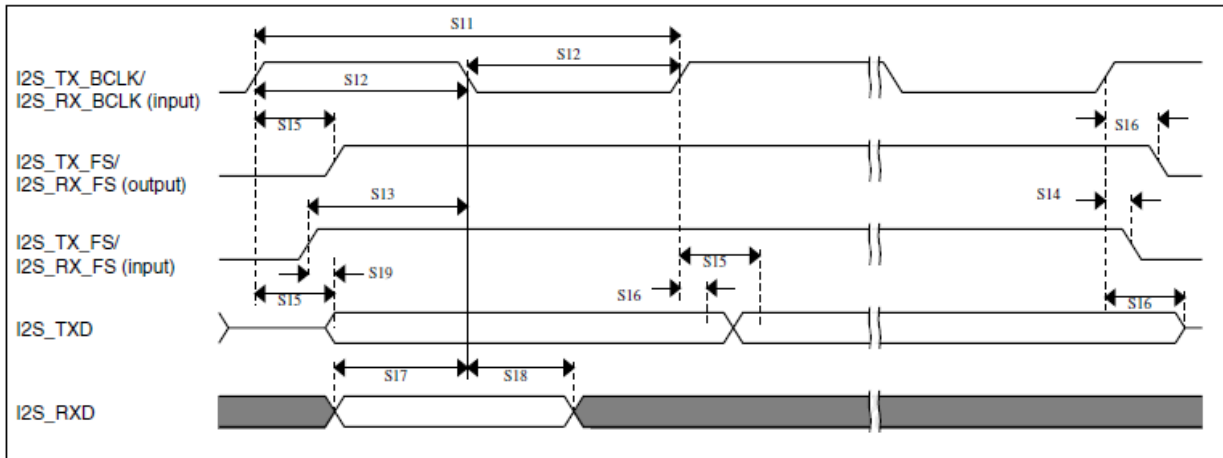 S11
I2S_TX_BCLK/
I2S_RX_BCLK (input)
S12
S12
S15
S16
I2S_TX_FS/
I2S_RX_FS (output)
S13
S14
I2S_TX_FS/
I2S_RX_FS (input)
S19
S15
S15
S16
S16
I2S_TXD
S17
S18
I2S_RXD